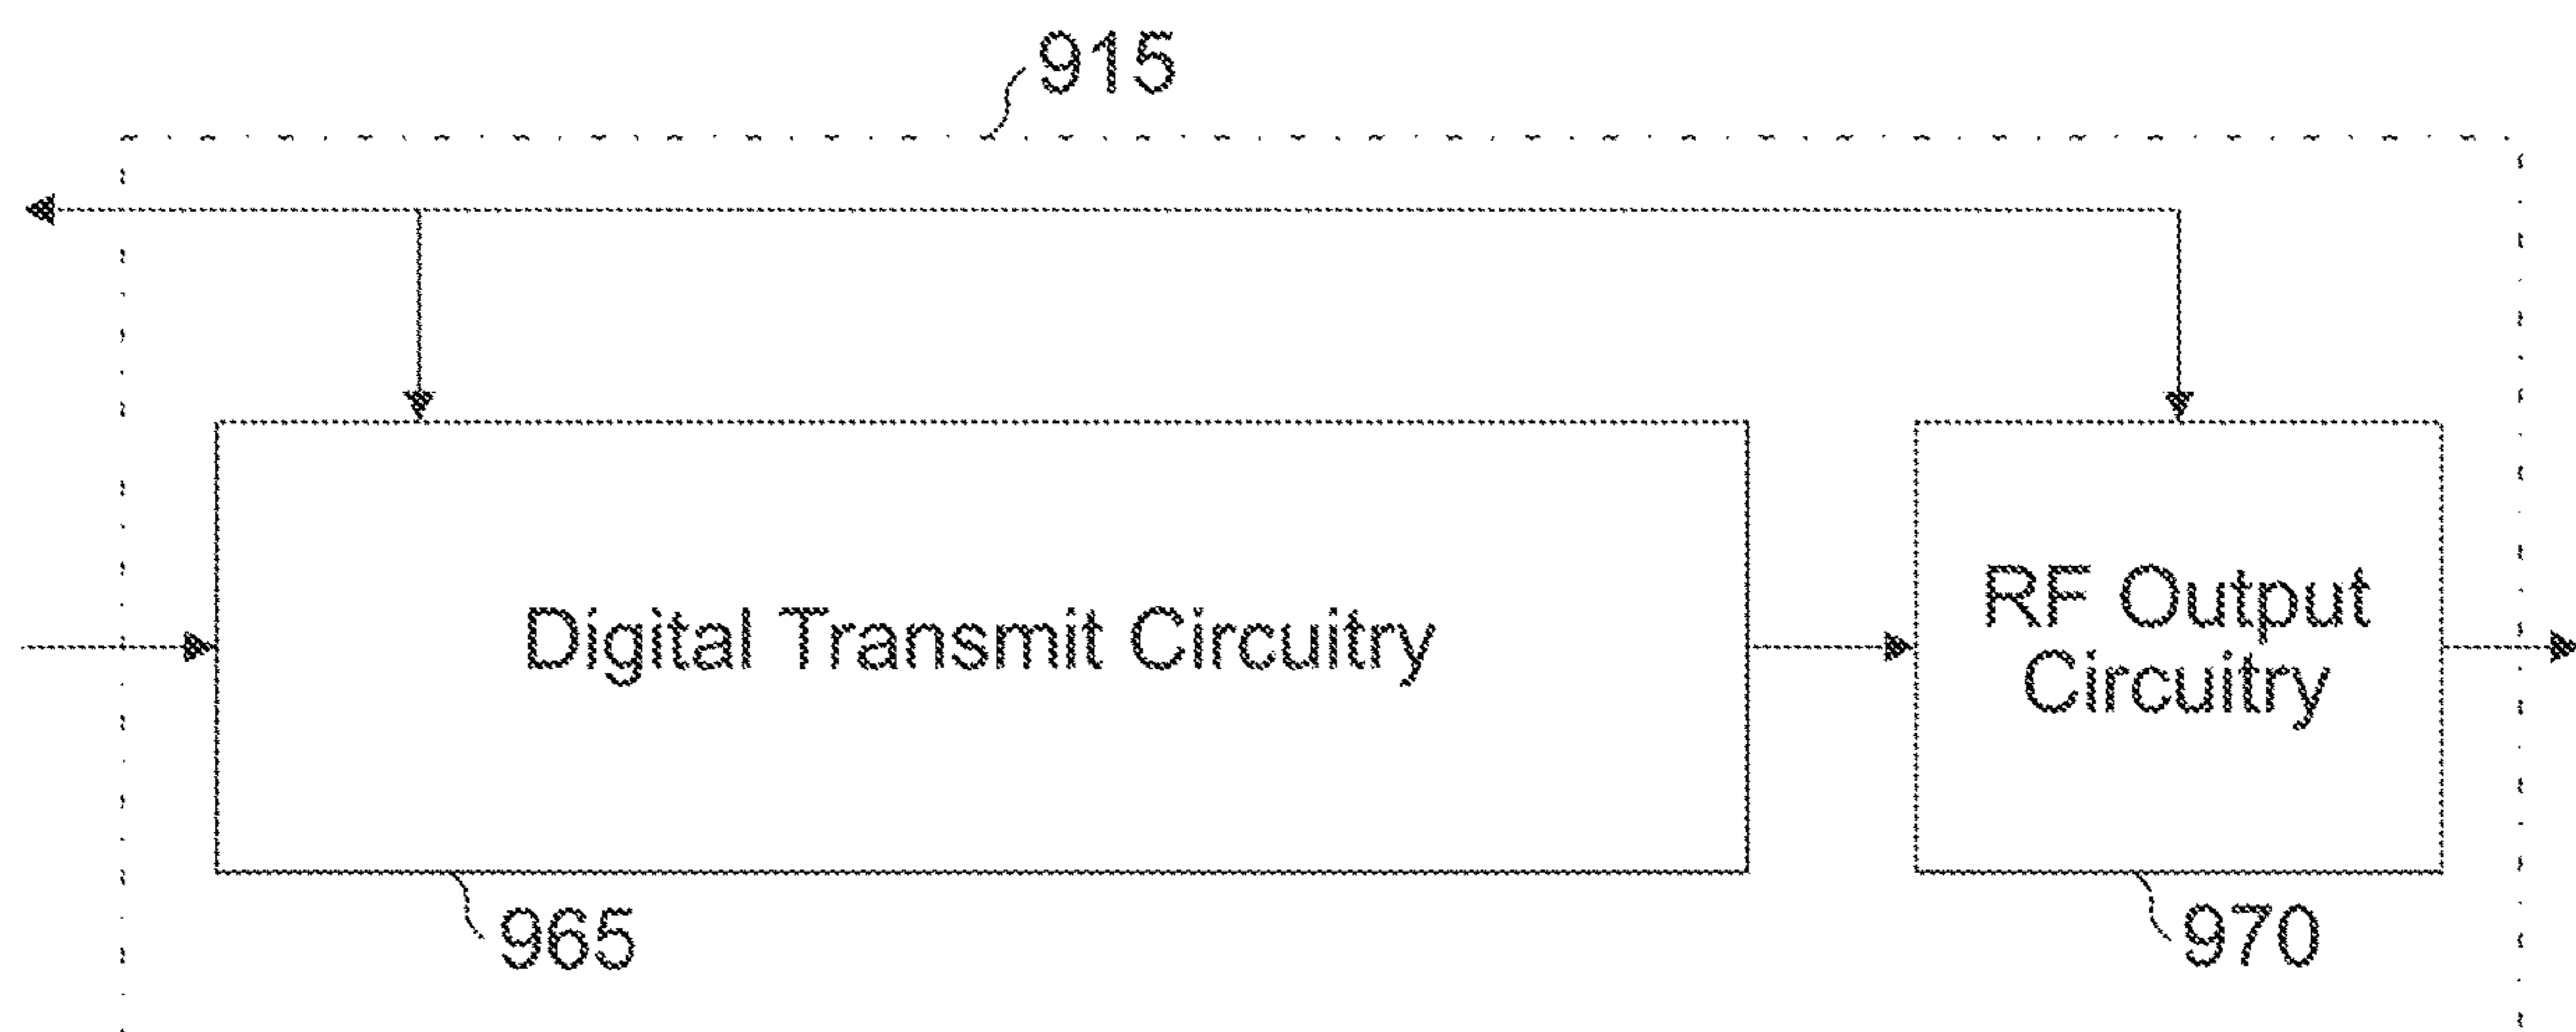 915
Digital Transmit Circuitry
RF Output
Circuitry
965
970